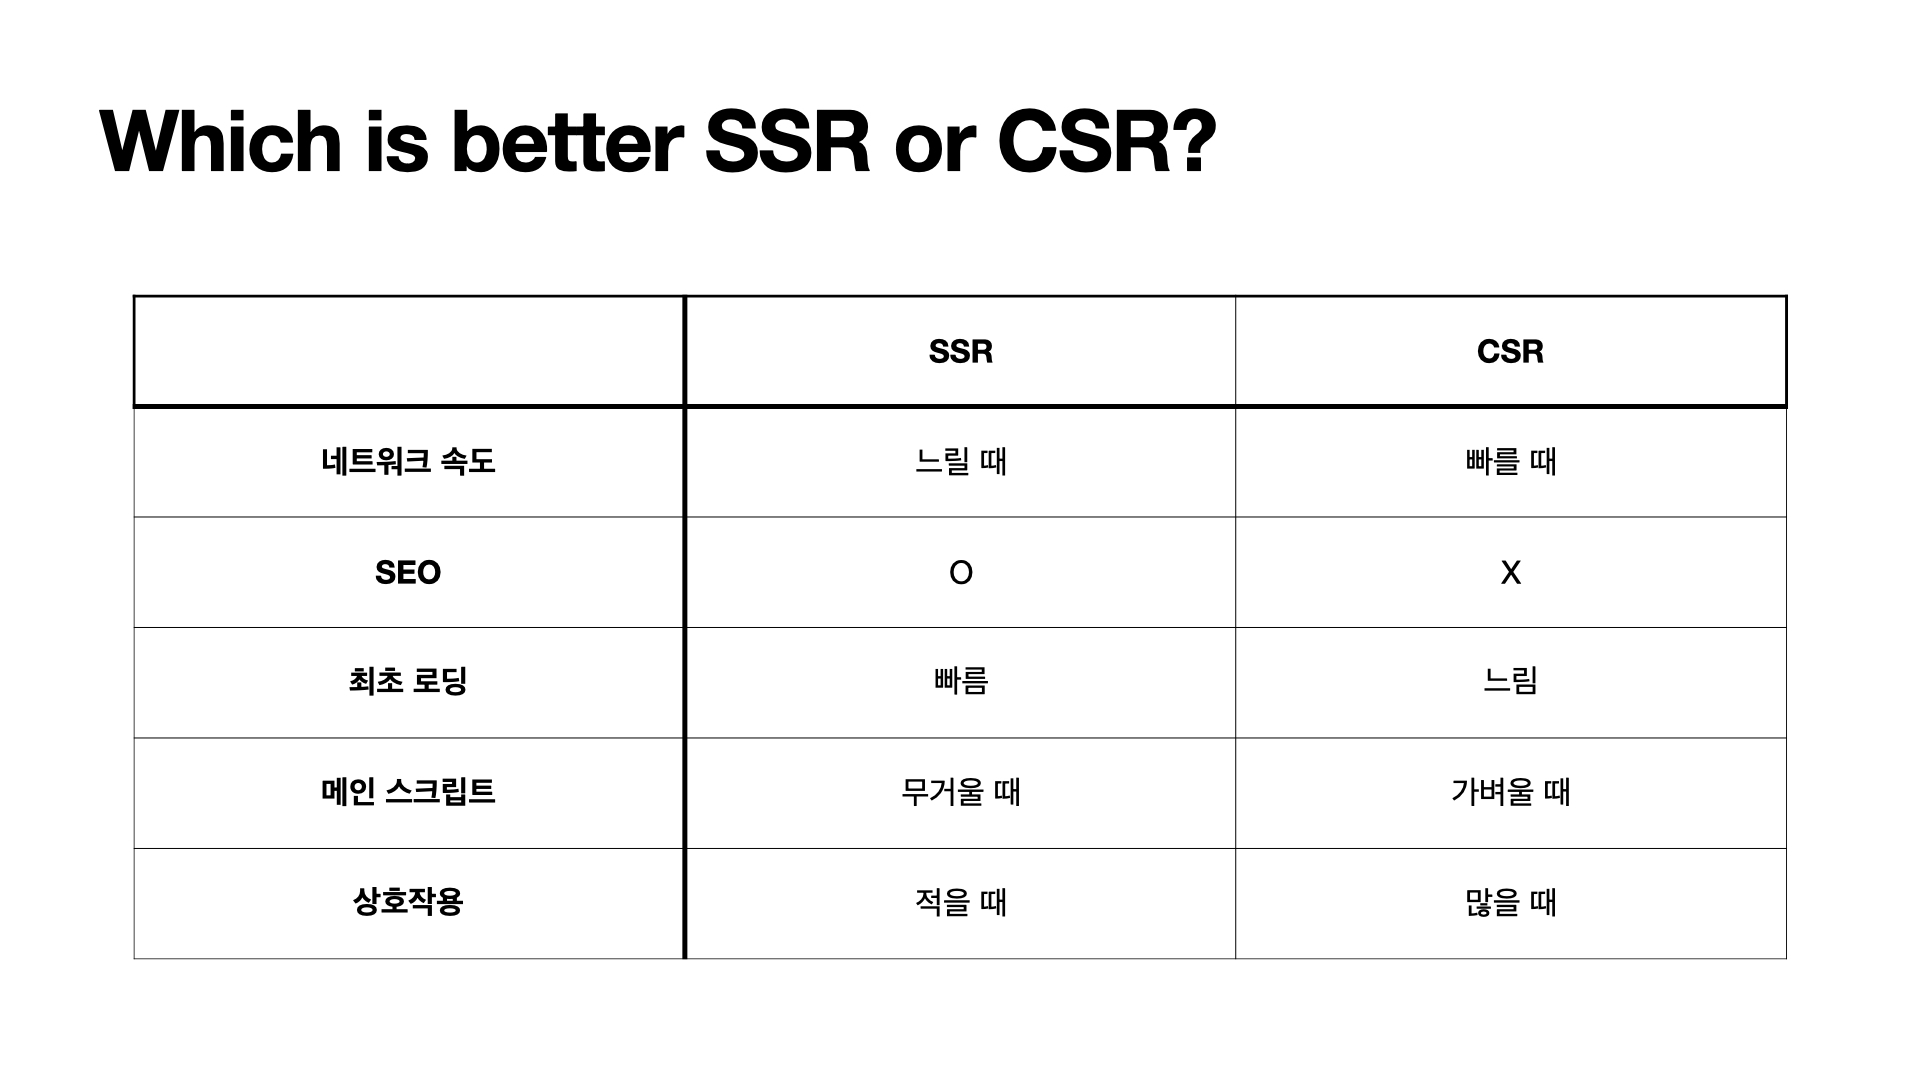 Which is better SSR or CSR?
SSR CSR
네트워크 속도 느릴 때 빠를 때
SEO O X
최초 로딩 빠름 느림
메인 스크립트 무거울 때 가벼울 때
상호작용 적을 때 많을 때